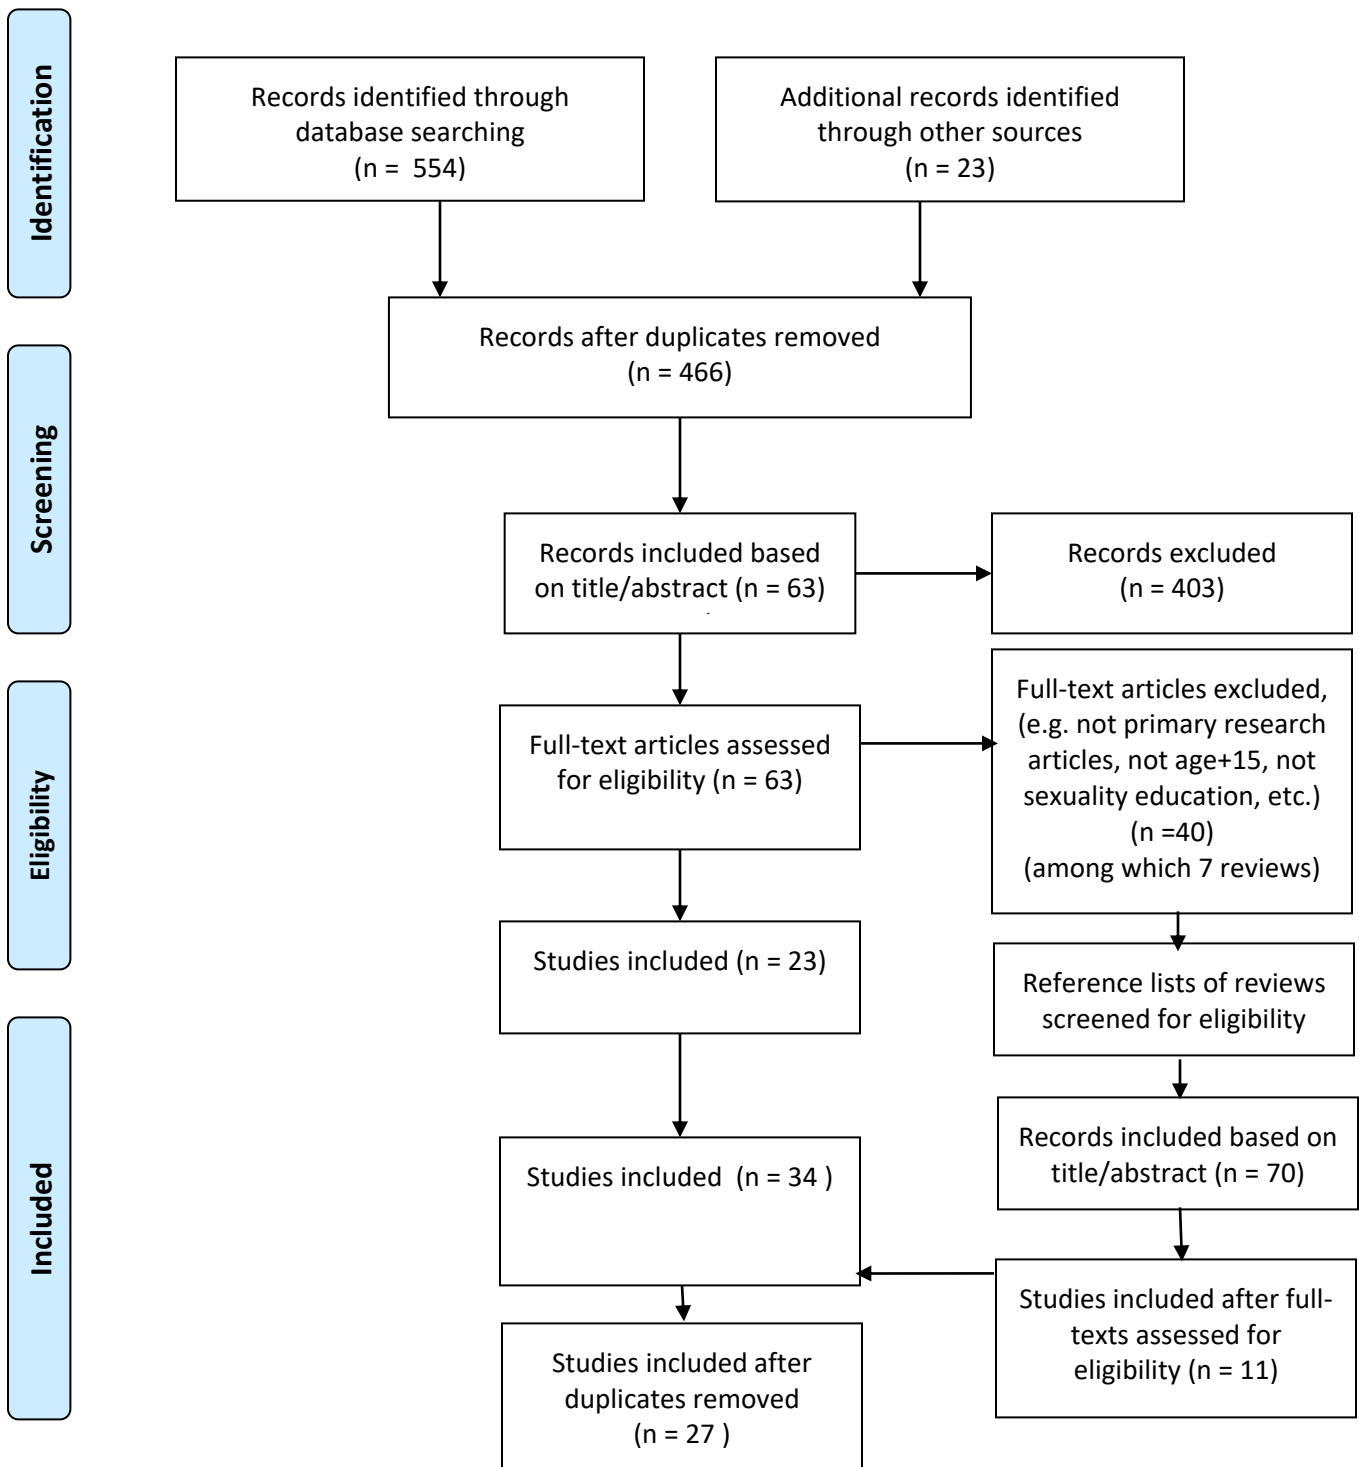 Identification
Records identified through
database searching
(n =  554)
Additional records identified
through other sources
(n = 23)
Records after duplicates removed
(n = 466)
Screening
Records included based
on title/abstract (n = 63)
Records excluded
(n = 403)
Eligibility
Full-text articles assessed
for eligibility (n = 63)
Full-text articles excluded,
(e.g. not primary research
articles, not age+15, not
sexuality education, etc.)
(n =40)
(among which 7 reviews)
Studies included (n = 23)
Reference lists of reviews
screened for eligibility
Included
Records included based on
title/abstract (n = 70)
Studies included  (n = 34 )
Studies included after full-
texts assessed for
eligibility (n = 11)
Studies included after
duplicates removed
(n = 27 )